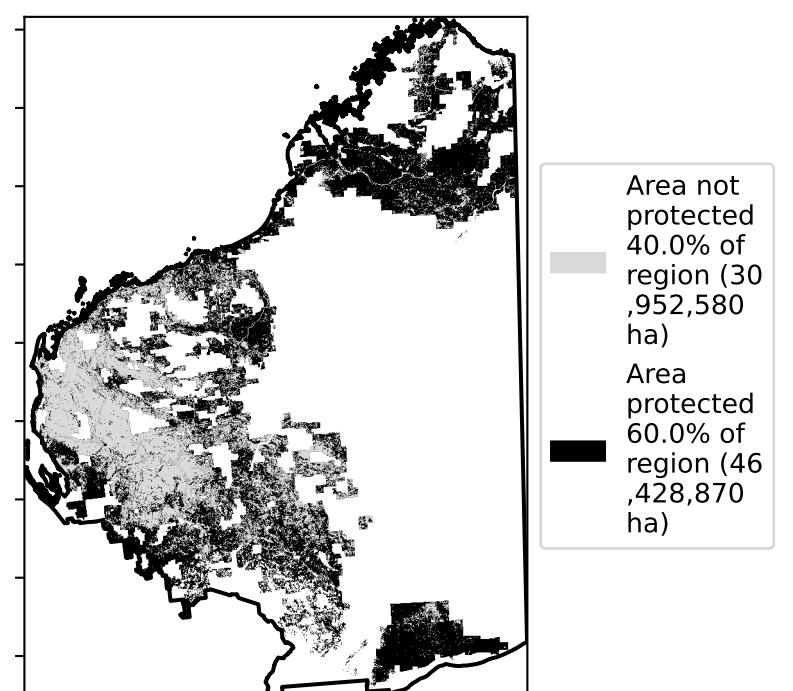 Area not
protected
40.0% of
region (30
,952,580
ha)
Area
protected
60.0% of
region (46
,428,870
ha)